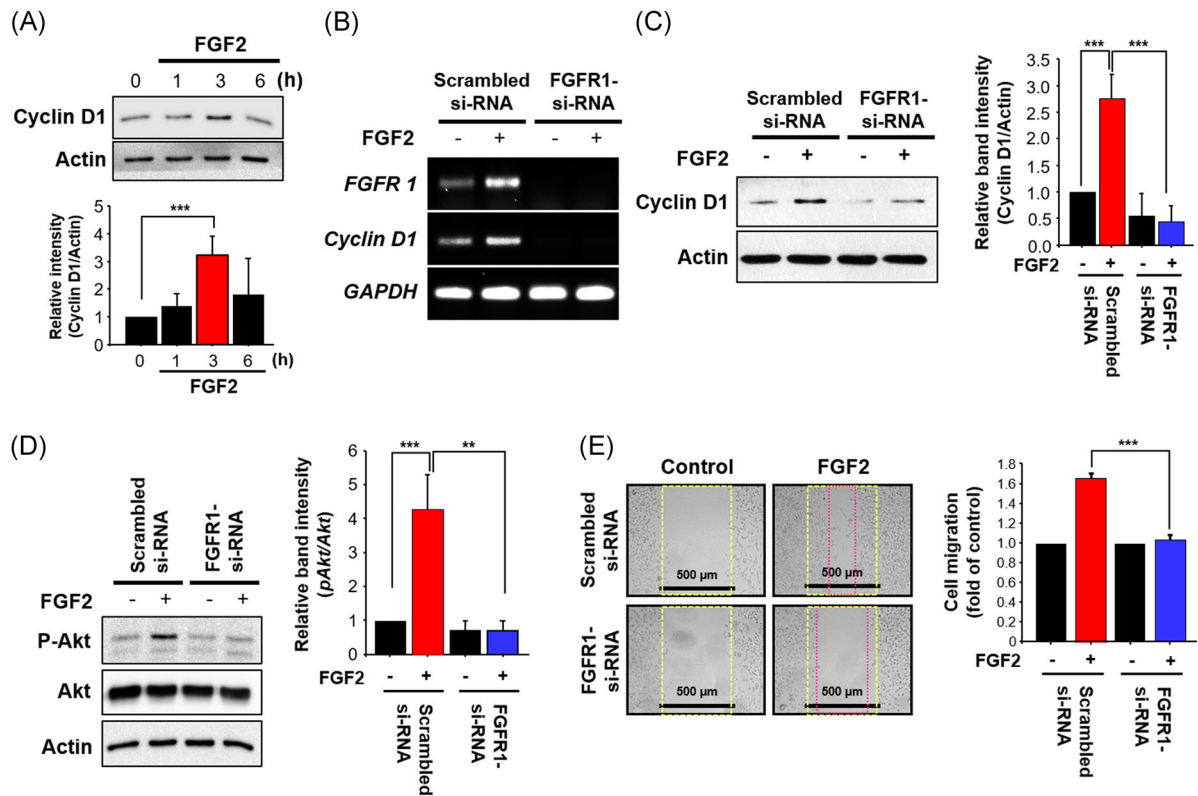 (A)
FGF2
0 1 3 6 (h)
Cyclin D1
Actin
Relative intensity
(Cyclin D1/Actin)
5
4
3
2
1
0
***
0 1 3 6 (h)
FGF2
(B)
Scrambled
si-RNA
FGFR1-
si-RNA
FGF2 - + - +
FGFR 1
Cyclin D1
GAPDH
(C)
Scrambled
si-RNA
FGFR1-
si-RNA
FGF2 - + - +
Cyclin D1
Actin
Relative band intensity
(Cyclin D1/Actin)
3.5
3.0
2.5
2.0
1.5
1.0
0.5
0.0
*** ***
FGF2 - + - +
Scrambled
si-RNA
FGFR1-
si-RNA
(D)
Scrambled
si-RNA
FGFR1-
si-RNA
FGF2 - + - +
P-Akt
Akt
Actin
Relative band intensity
(pAkt/Akt)
6
5
4
3
2
1
0
*** **
FGF2 - + - +
Scrambled
si-RNA
FGFR1-
si-RNA
(E)
Control FGF2
Scrambled
si-RNA
500 µm 500 µm
FGFR1-
si-RNA
500 µm 500 µm
Cell migration
(fold of control)
1.8
1.6
1.4
1.2
1.0
0.8
0.6
0.4
0.2
0
***
FGF2 - + - +
Scrambled
si-RNA
FGFR1-
si-RNA